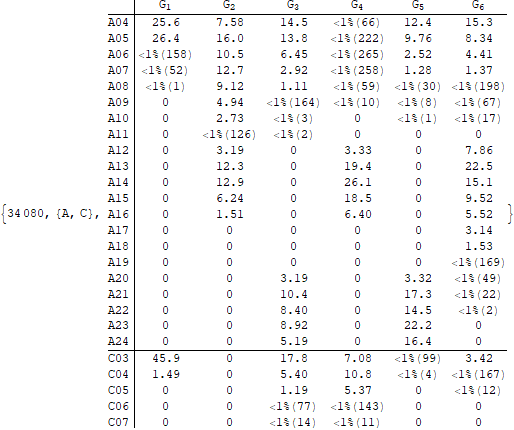 G1 G2 G3 G4 G5 G6
A04 25.6 7.58 14.5 <1%(66) 12.4 15.3
A05 26.4 16.0 13.8 <1%(222) 9.76 8.34
A06 <1%(158) 10.5 6.45 <1%(265) 2.52 4.41
A07 <1%(52) 12.7 2.92 <1%(258) 1.28 1.37
A08 <1%(1) 9.12 1.11 <1%(59) <1%(30) <1%(198)
A09 0 4.94 <1%(164) <1%(10) <1%(8) <1%(67)
A10 0 2.73 <1%(3) 0 <1%(1) <1%(17)
A11 0 <1%(126) <1%(2) 0 0 0
A12 0 3.19 0 3.33 0 7.86
A13 0 12.3 0 19.4 0 22.5
A14 0 12.9 0 26.1 0 15.1
A15 0 6.24 0 18.5 0 9.52
{34 080, {A, C}, A16 0 1.51 0 6.40 0 5.52 }
A17 0 0 0 0 0 3.14
A18 0 0 0 0 0 1.53
A19 0 0 0 0 0 <1%(169)
A20 0 0 3.19 0 3.32 <1%(49)
A21 0 0 10.4 0 17.3 <1%(22)
A22 0 0 8.40 0 14.5 <1%(2)
A23 0 0 8.92 0 22.2 0
A24 0 0 5.19 0 16.4 0
C03 45.9 0 17.8 7.08 <1%(99) 3.42
C04 1.49 0 5.40 10.8 <1%(4) <1%(167)
C05 0 0 1.19 5.37 0 <1%(12)
C06 0 0 <1%(77) <1%(143) 0 0
C07 0 0 <1%(14) <1%(11) 0 0